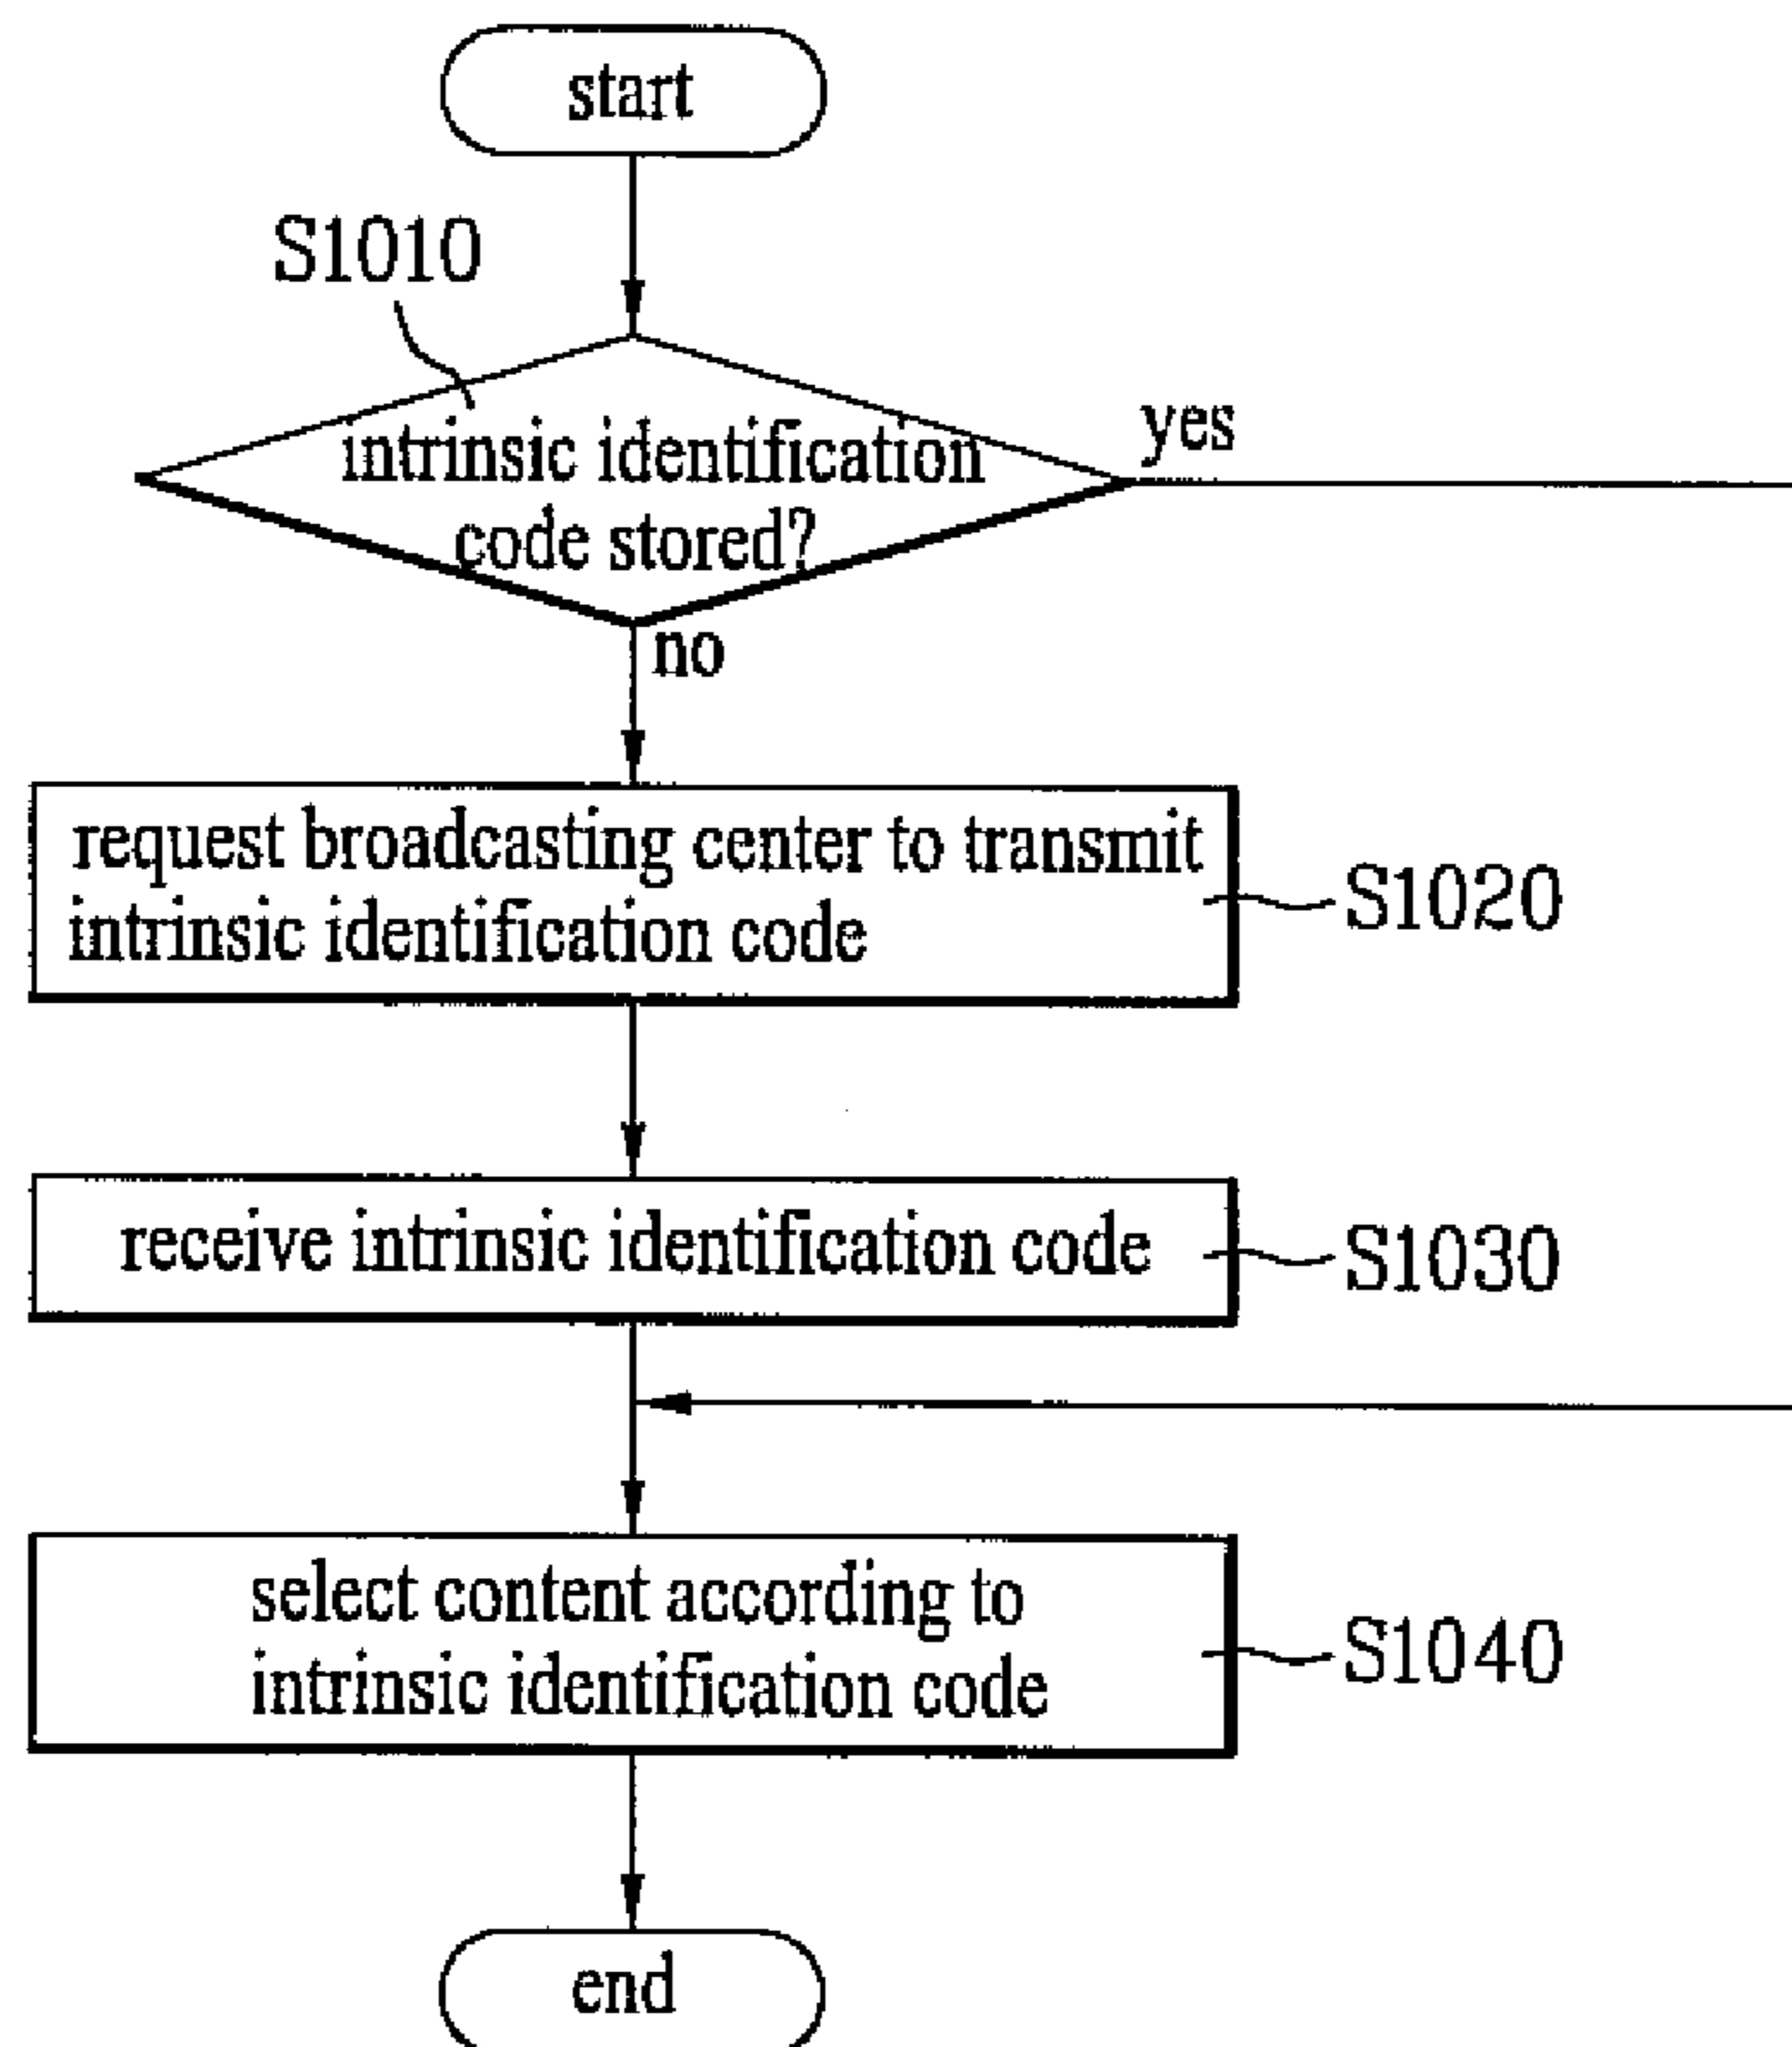 start
S1010
intrinsic identification
code stored?
yes
no
request broadcasting center to transmit
intrinsic identification code
S1020
receive intrinsic identification code
S1030
select content according to
intrinsic identification code
S1040
end